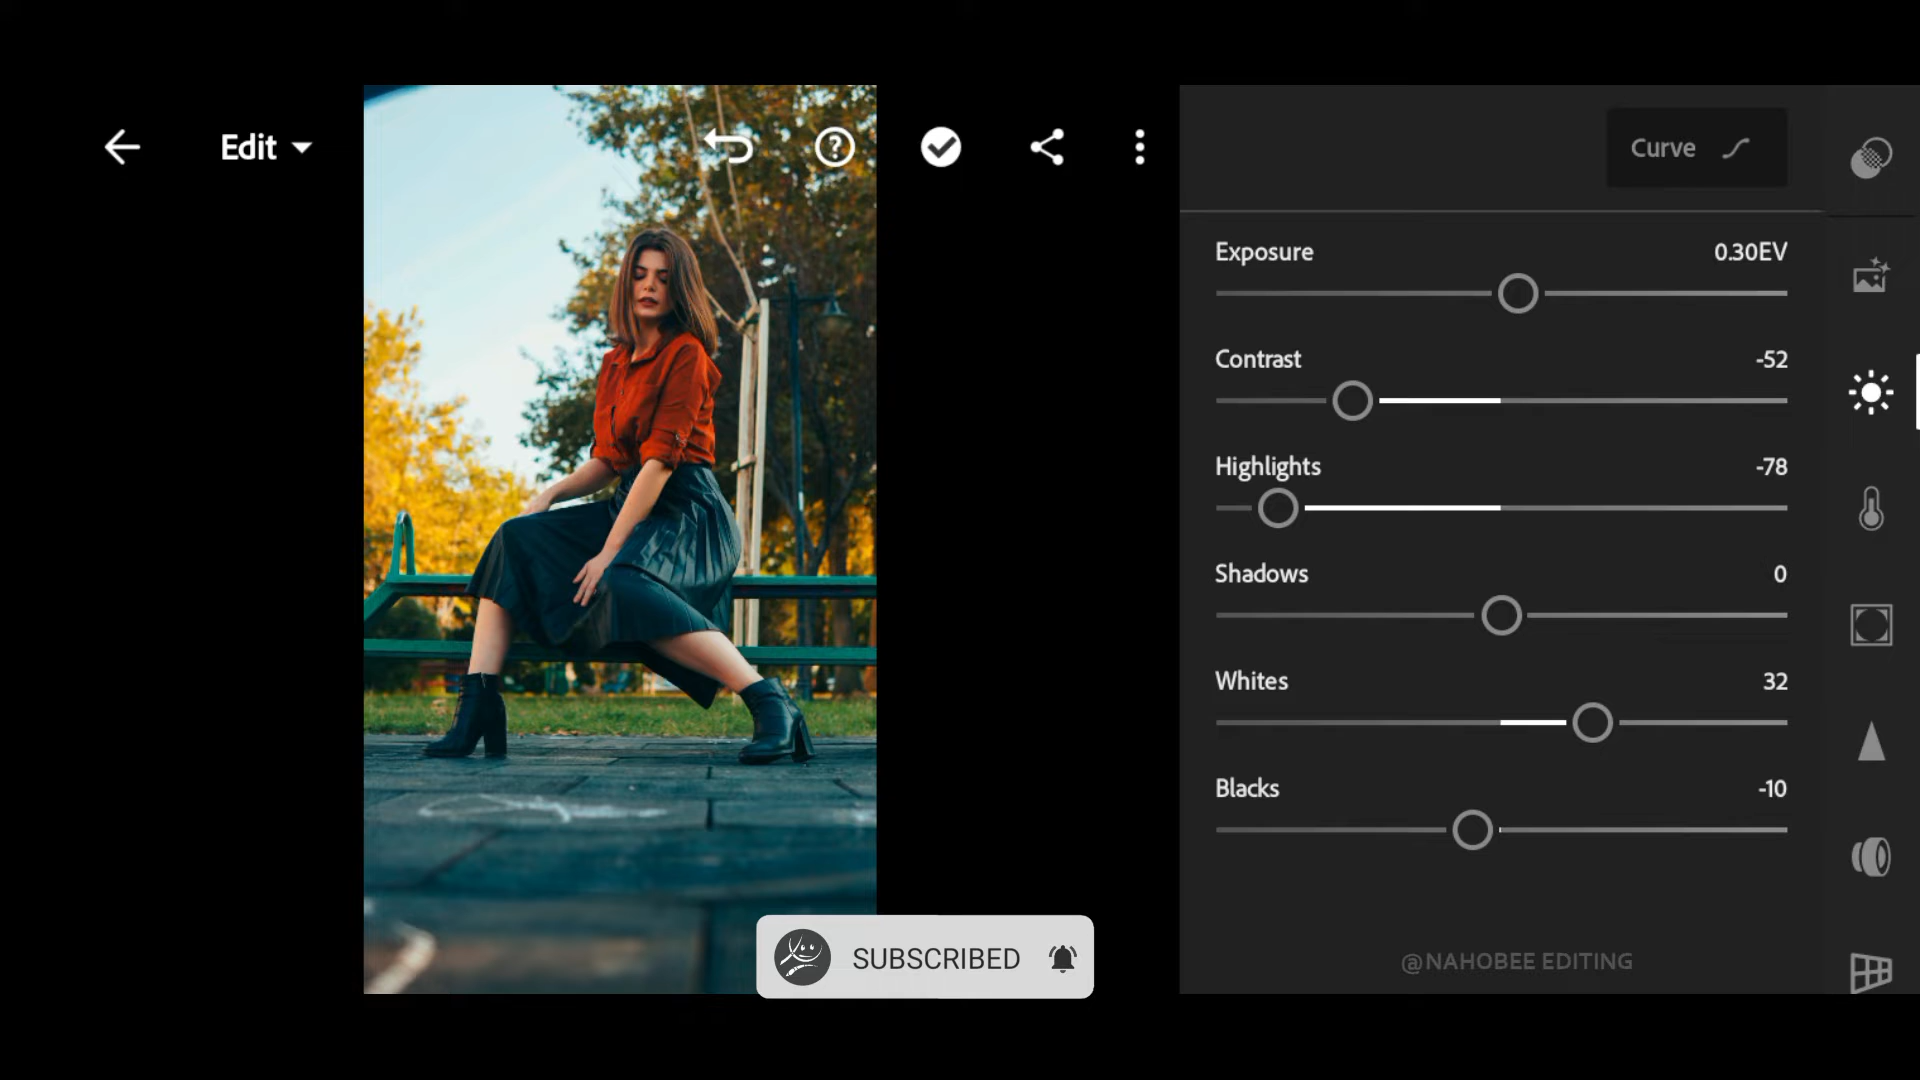 Edit
Curve
Exposure 0.30EV
Contrast -52
Highlights -78
Shadows 0
Whites 32
Blacks -10
SUBSCRIBED
@NAHOBEE EDITING